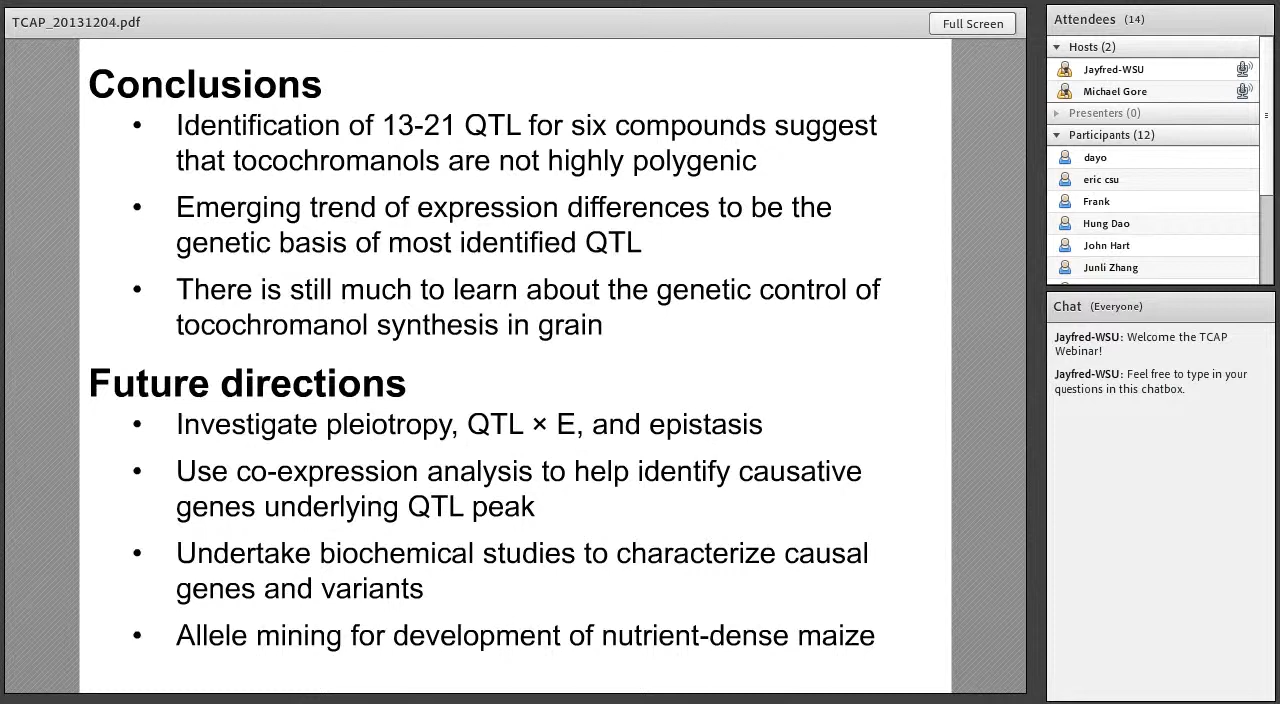 TCAP_20131204.pdf
Full Screen
Conclusions
• Identification of 13-21 QTL for six compounds suggest
that tocochromanols are not highly polygenic
• Emerging trend of expression differences to be the
genetic basis of most identified QTL
• There is still much to learn about the genetic control of
tocochromanol synthesis in grain
Future directions
• Investigate pleiotropy, QTL × E, and epistasis
• Use co-expression analysis to help identify causative
genes underlying QTL peak
• Undertake biochemical studies to characterize causal
genes and variants
• Allele mining for development of nutrient-dense maize
Attendees (14)
Hosts (2)
Jayfred-WSU
Michael Gore
Presenters (0)
Participants (12)
dayo
eric csu
Frank
Hung Dao
John Hart
Junli Zhang
Chat (Everyone)
Jayfred-WSU: Welcome the TCAP
Webinar!
Jayfred-WSU: Feel free to type in your
questions in this chatbox.